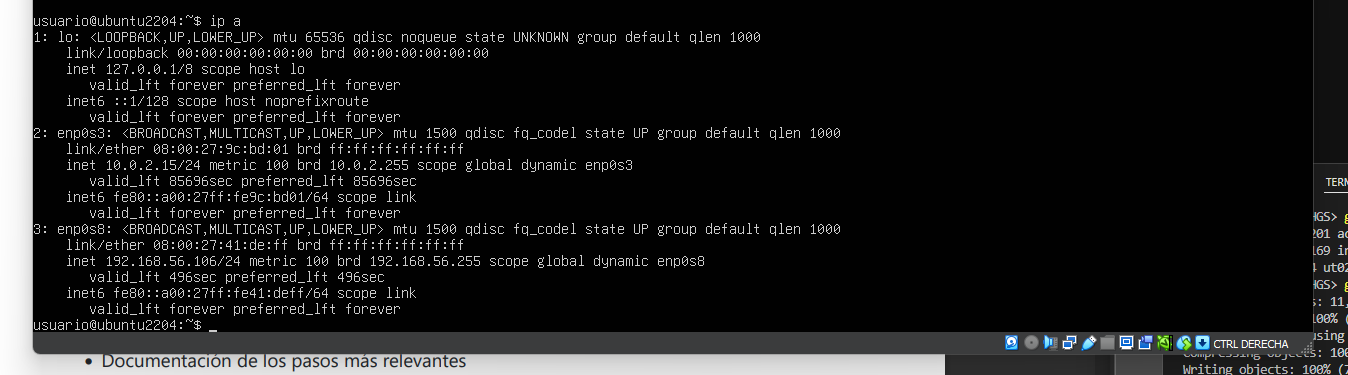 usuario@ubuntu2204:~$ ip a
1: lo: <LOOPBACK,UP,LOWER_UP> mtu 65536 qdisc noqueue state UNKNOWN group default qlen 1000
link/loopback 00:00:00:00:00:00 brd 00:00:00:00:00:00
inet 127.0.0.1/8 scope host lo
valid_lft forever preferred_lft forever
inet6 ::1/128 scope host noprefixroute
valid_lft forever preferred_lft forever
2: enp0s3: <BROADCAST,MULTICAST,UP,LOWER_UP> mtu 1500 qdisc fq_codel state UP group default qlen 1000
link/ether 08:00:27:9c:bd:01 brd ff:ff:ff:ff:ff:ff
inet 10.0.2.15/24 metric 100 brd 10.0.2.255 scope global dynamic enp0s3
valid_lft 85696sec preferred_lft 85696sec
inet6 fe80::a00:27ff:fe9c:bd01/64 scope link
valid_lft forever preferred_lft forever
3: enp0s8: <BROADCAST,MULTICAST,UP,LOWER_UP> mtu 1500 qdisc fq_codel state UP group default qlen 1000
link/ether 08:00:27:41:de:ff brd ff:ff:ff:ff:ff:ff
inet 192.168.56.106/24 metric 100 brd 192.168.56.255 scope global dynamic enp0s8
valid_lft 496sec preferred_lft 496sec
inet6 fe80::a00:27ff:fe41:deff/64 scope link
valid_lft forever preferred_lft forever
usuario@ubuntu2204:~$ _
CTRL DERECHA
• Documentación de los pasos más relevantes
TERM
HGS> g
201 ac
169 in
4 ut02
HGS> g
s: 11,
100% (
using
Compressing objects: 100
Writing objects: 100% (7